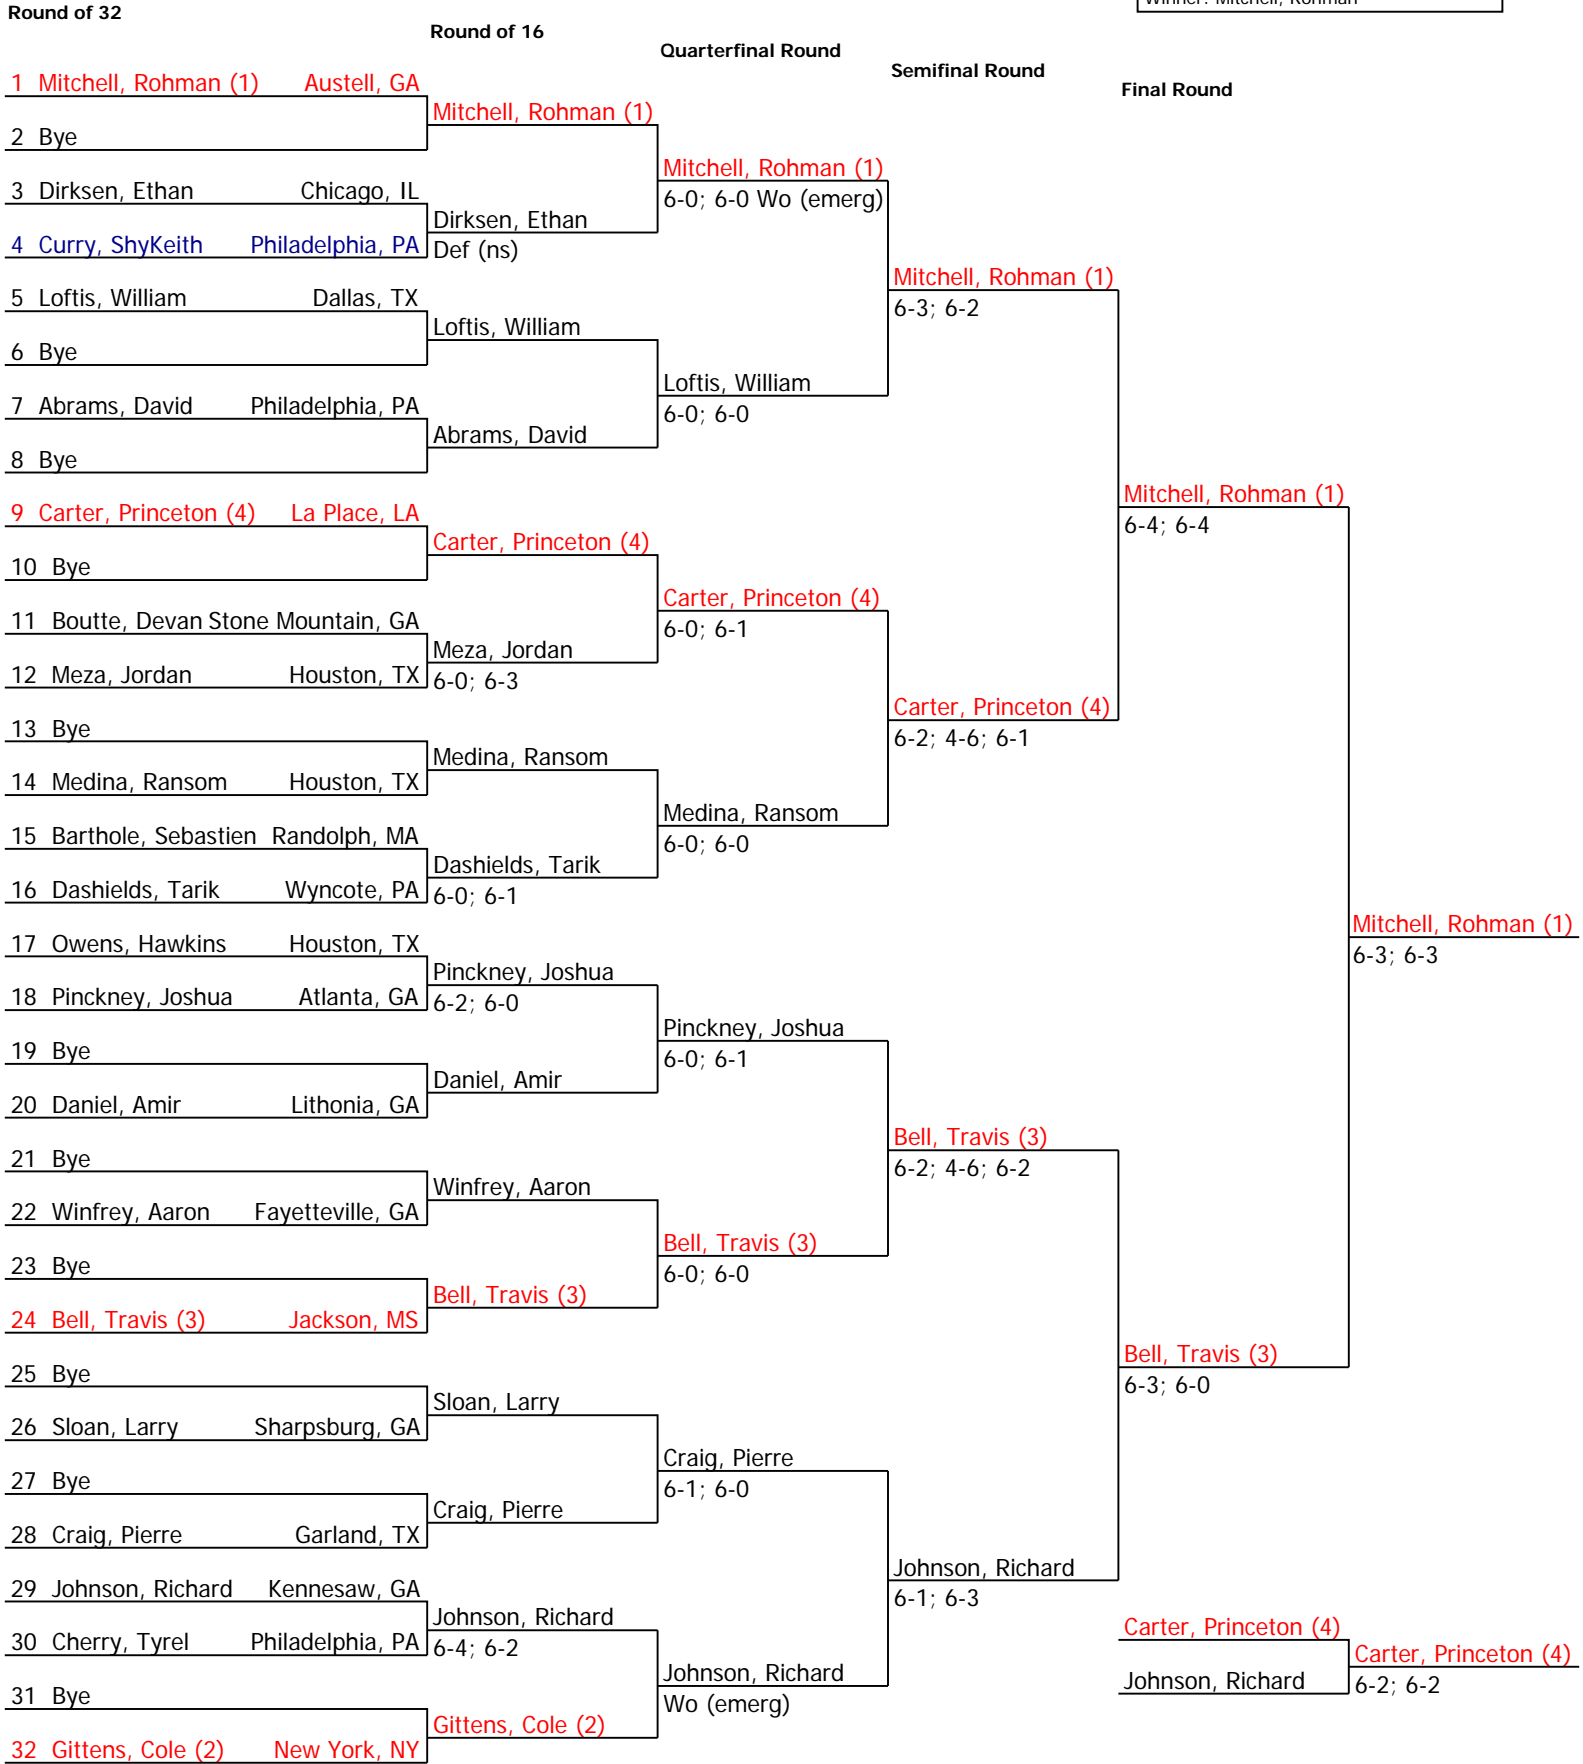 Winner: Mitchell, Rohman
Round of 32
Round of 16
Quarterfinal Round
Semifinal Round
Final Round
1 Mitchell, Rohman (1) Austell, GA
2 Bye
3 Dirksen, Ethan Chicago, IL
4 Curry, ShyKeith Philadelphia, PA
5 Loftis, William Dallas, TX
6 Bye
7 Abrams, David Philadelphia, PA
8 Bye
9 Carter, Princeton (4) La Place, LA
10 Bye
11 Boutte, Devan Stone Mountain, GA
12 Meza, Jordan Houston, TX
13 Bye
14 Medina, Ransom Houston, TX
15 Barthole, Sebastien Randolph, MA
16 Dashields, Tarik Wyncote, PA
17 Owens, Hawkins Houston, TX
18 Pinckney, Joshua Atlanta, GA
19 Bye
20 Daniel, Amir Lithonia, GA
21 Bye
22 Winfrey, Aaron Fayetteville, GA
23 Bye
24 Bell, Travis (3) Jackson, MS
25 Bye
26 Sloan, Larry Sharpsburg, GA
27 Bye
28 Craig, Pierre Garland, TX
29 Johnson, Richard Kennesaw, GA
30 Cherry, Tyrel Philadelphia, PA
31 Bye
32 Gittens, Cole (2) New York, NY
Mitchell, Rohman (1)
Dirksen, Ethan
Def (ns)
Loftis, William
Abrams, David
Carter, Princeton (4)
Meza, Jordan
6-0; 6-3
Medina, Ransom
Dashields, Tarik
6-0; 6-1
Pinckney, Joshua
6-2; 6-0
Daniel, Amir
Winfrey, Aaron
Bell, Travis (3)
Sloan, Larry
Craig, Pierre
Johnson, Richard
6-4; 6-2
Gittens, Cole (2)
Mitchell, Rohman (1)
6-0; 6-0 Wo (emerg)
Loftis, William
6-0; 6-0
Carter, Princeton (4)
6-0; 6-1
Medina, Ransom
6-0; 6-0
Pinckney, Joshua
6-0; 6-1
Bell, Travis (3)
6-0; 6-0
Craig, Pierre
6-1; 6-0
Johnson, Richard
Wo (emerg)
Mitchell, Rohman (1)
6-3; 6-2
Carter, Princeton (4)
6-2; 4-6; 6-1
Bell, Travis (3)
6-2; 4-6; 6-2
Johnson, Richard
6-1; 6-3
Mitchell, Rohman (1)
6-4; 6-4
Bell, Travis (3)
6-3; 6-0
Mitchell, Rohman (1)
6-3; 6-3
Carter, Princeton (4)
Johnson, Richard
Carter, Princeton (4)
6-2; 6-2